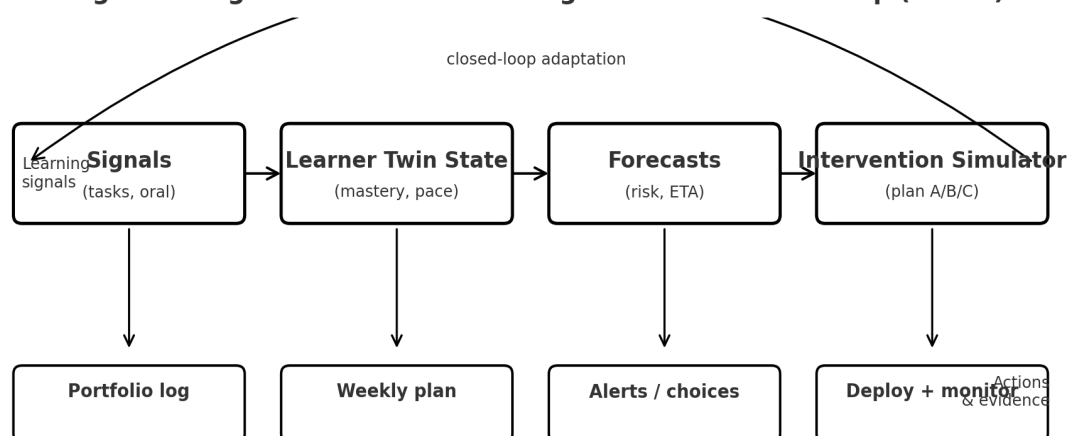 closed-loop adaptation
Learning
signals
Signals
(tasks, oral)
Learner Twin State
(mastery, pace)
Forecasts
(risk, ETA)
Intervention Simulator
(plan A/B/C)
Portfolio log
Weekly plan
Alerts / choices
Deploy + monitor
Actions
& evidence